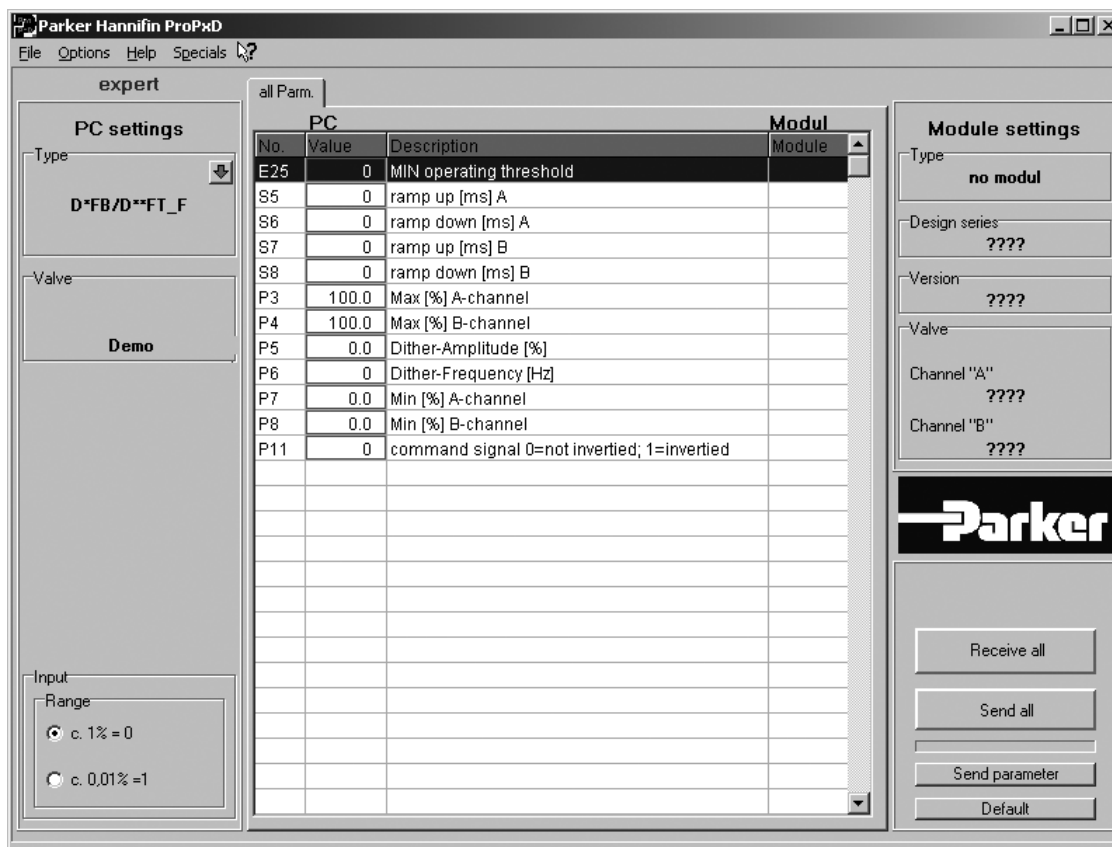 Parker Hannifin ProPxD
File Options Help Specials
expert
PC settings
Type
D*FB/D**FT_F
Valve
Demo
Input
Range
c. 1% = 0
c. 0,01% =1
all Parm.
PC Modul
No. Value Description Module
E25 0 MIN operating threshold
S5 0 ramp up [ms] A
S6 0 ramp down [ms] A
S7 0 ramp up [ms] B
S8 0 ramp down [ms] B
P3 100.0 Max [%] A-channel
P4 100.0 Max [%] B-channel
P5 0.0 Dither-Amplitude [%]
P6 0 Dither-Frequency [Hz]
P7 0.0 Min [%] A-channel
P8 0.0 Min [%] B-channel
P11 0 command signal 0=not invertied; 1=invertied
Module settings
Type
no modul
Design series
????
Version
????
Valve
Channel "A"
????
Channel "B"
????
Parker
Receive all
Send all
Send parameter
Default